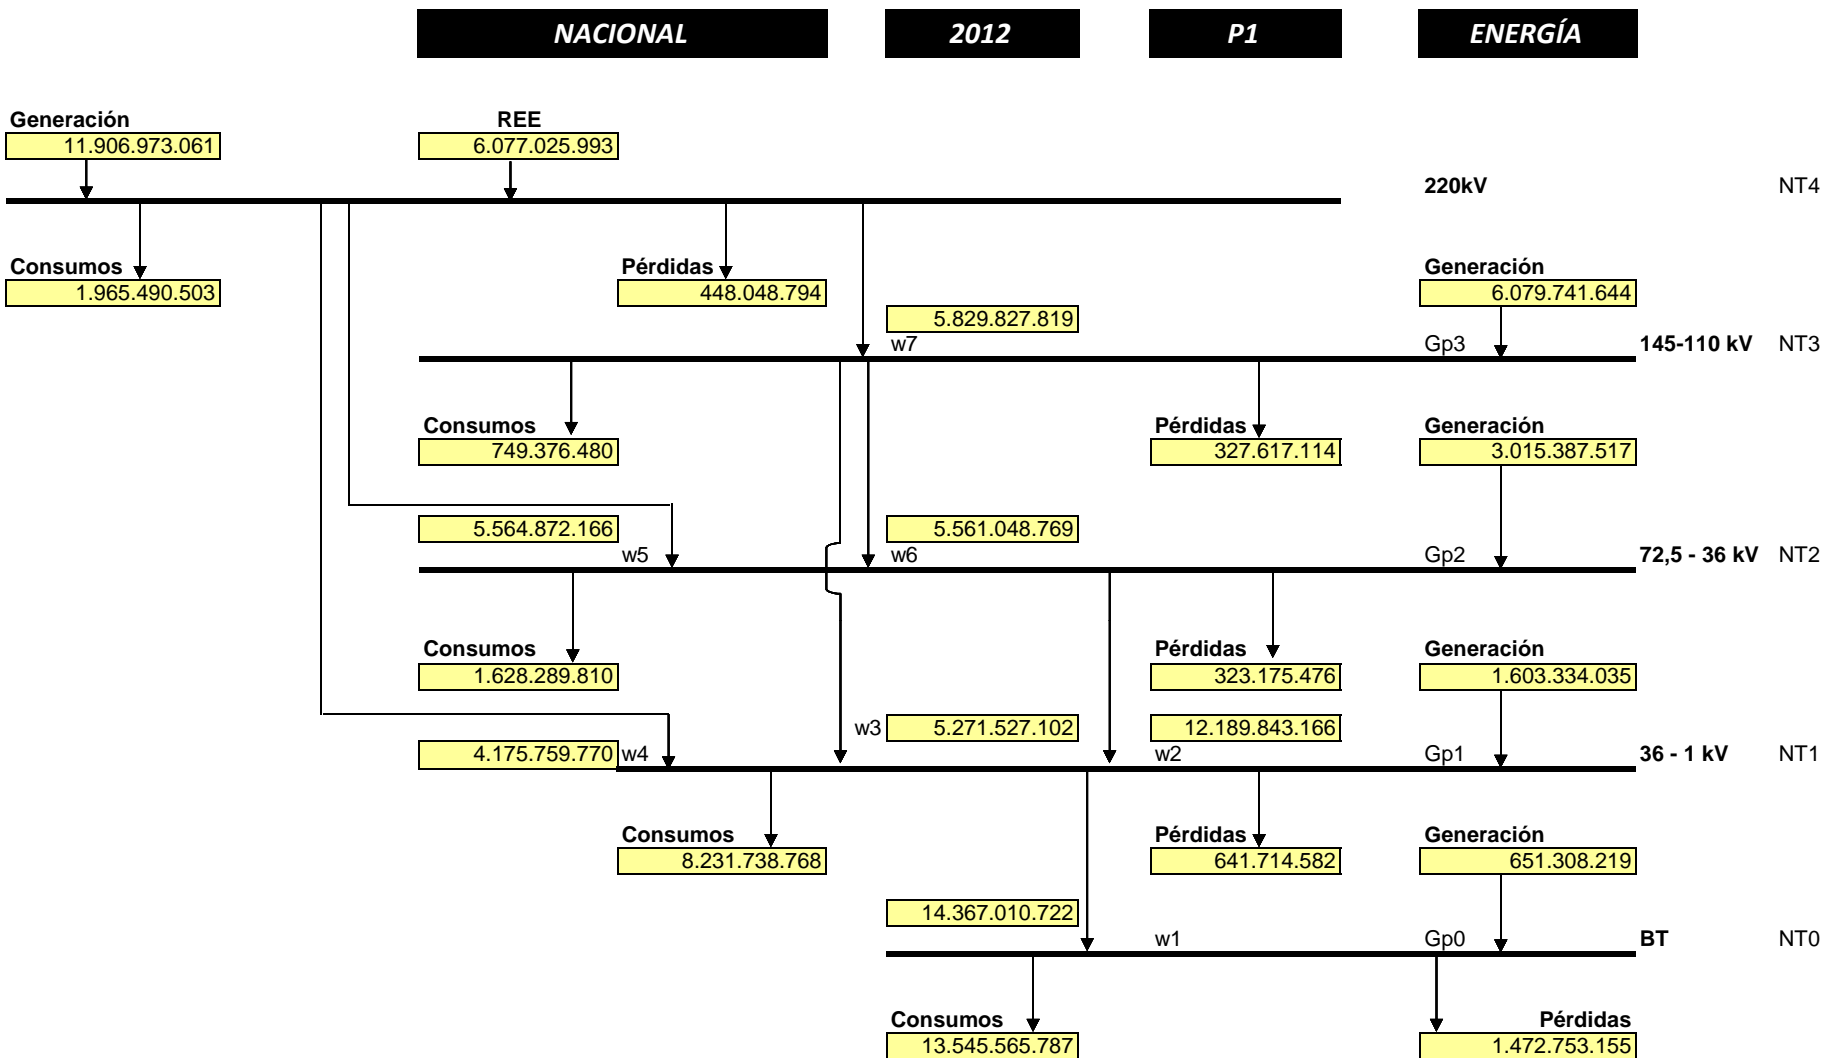 NACIONAL 2012 P1 ENERGÍA
Generación REE
11.906.973.061 6.077.025.993
220kV NT4
Consumos Pérdidas Generación
1.965.490.503 448.048.794 6.079.741.644
5.829.827.819
w7 Gp3 145-110 kV NT3
Consumos Pérdidas Generación
749.376.480 327.617.114 3.015.387.517
5.564.872.166 5.561.048.769
w5 w6 Gp2 72,5 - 36 kV NT2
Consumos Pérdidas Generación
1.628.289.810 323.175.476 1.603.334.035
w3 5.271.527.102 12.189.843.166
4.175.759.770 w4 w2 Gp1 36 - 1 kV NT1
Consumos Pérdidas Generación
8.231.738.768 641.714.582 651.308.219
14.367.010.722
w1 Gp0 BT NT0
Consumos Pérdidas
13.545.565.787 1.472.753.155